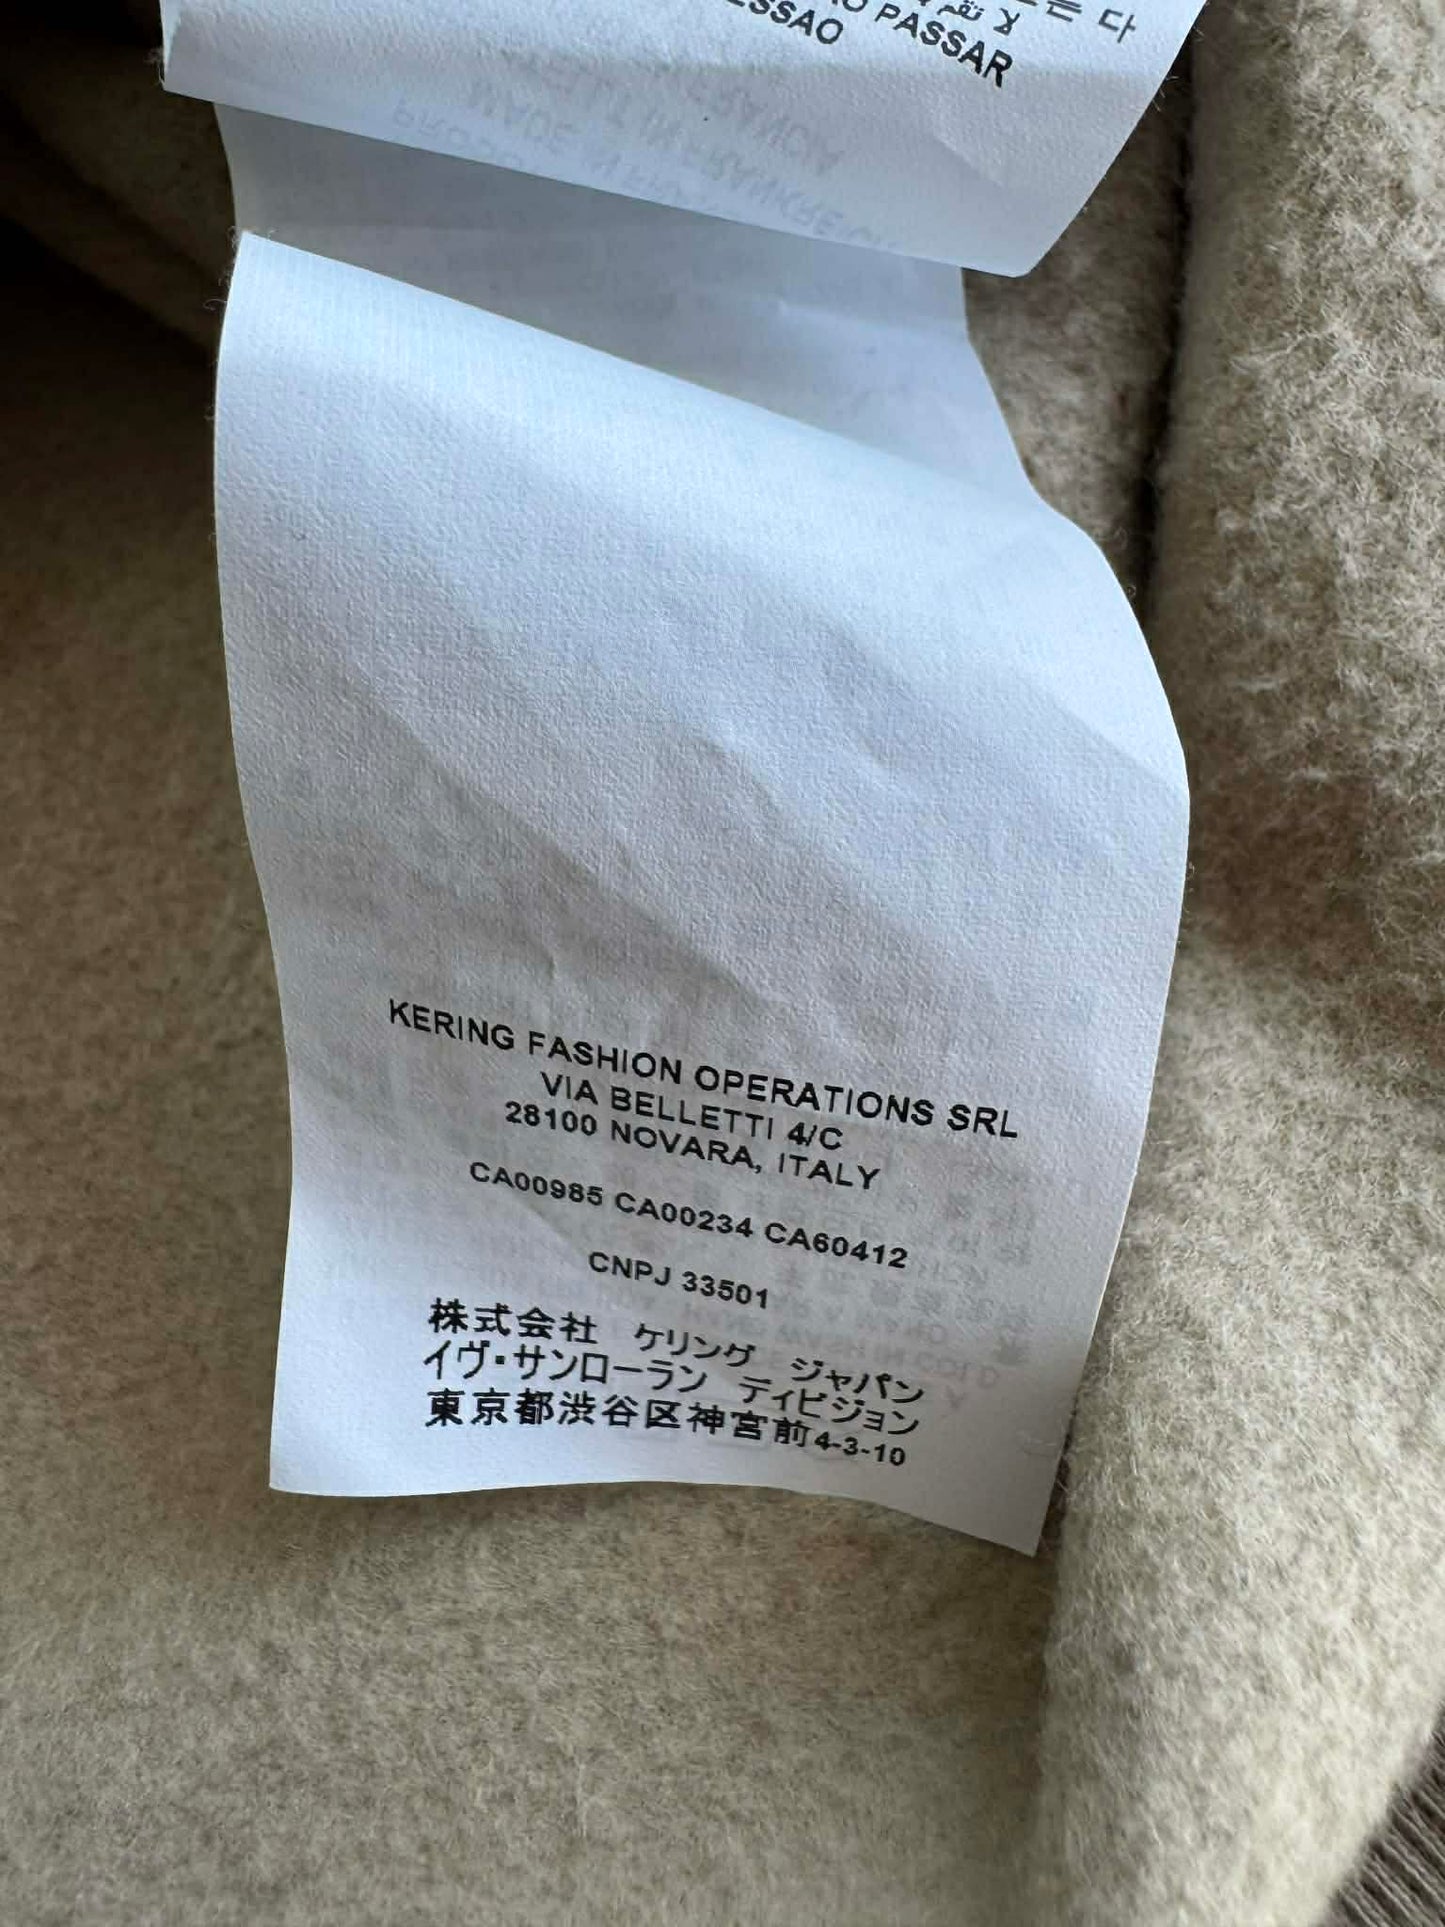 다
لا
PASSAR
KERING FASHION OPERATIONS SRL
VIA BELLETTI 4/C
28100 NOVARA, ITALY
CA00985 CA00234 CA60412
CNPJ 33501
株式会社 ケリング ジャパン
イヴ・サンローラン ディビジョン
東京都渋谷区神宮前4-3-10